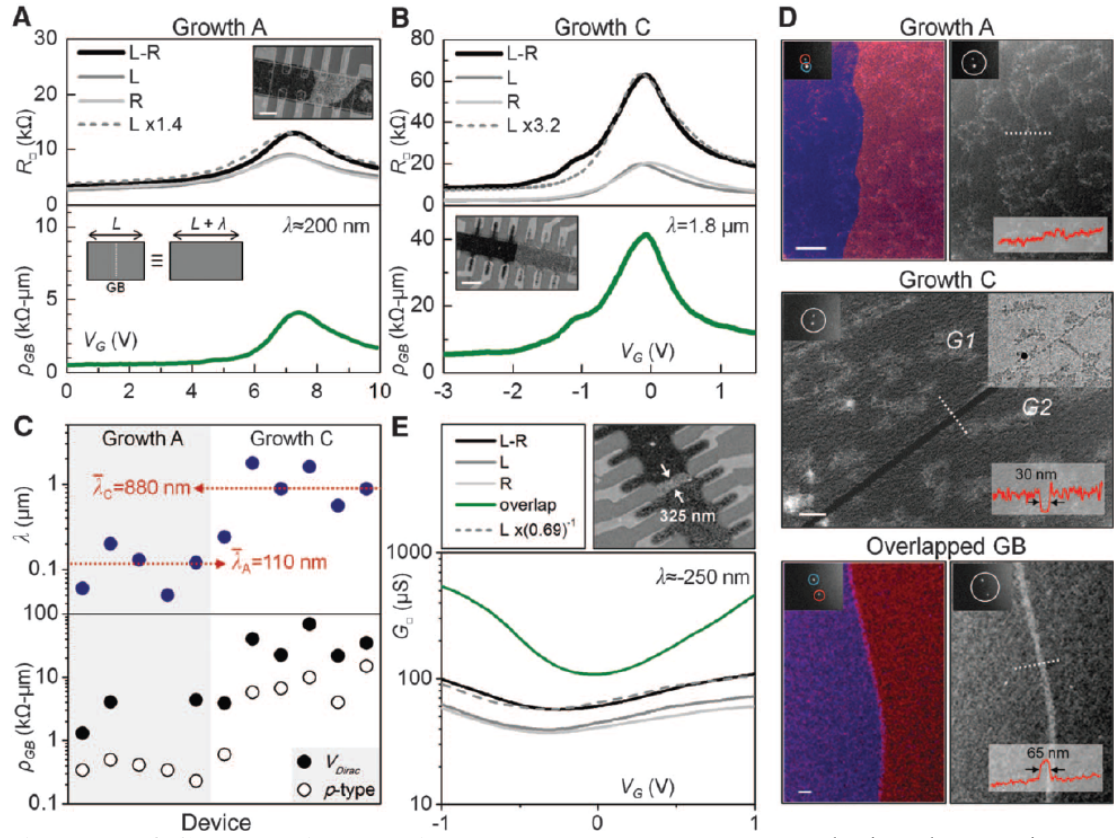 A
Growth A
30
20
10
0
R□ (kΩ)
L-R
L
R
L x1.4
10
5
0
ρGB (kΩ-μm)
λ≈200 nm
L
L + λ
≡
GB
VG (V)
0 2 4 6 8 10
B
Growth C
80
60
40
20
0
R□ (kΩ)
L-R
L
R
L x3.2
40
20
0
ρGB (kΩ-μm)
λ=1.8 μm
VG (V)
-3 -2 -1 0 1
C
Growth A
Growth C
λ̄C=880 nm
λ̄A=110 nm
1
0.1
λ (μm)
100
10
1
0.1
ρGB (kΩ-μm)
VDirac
p-type
Device
D
Growth A
Growth C
G1
G2
30 nm
Overlapped GB
65 nm
E
L-R
L
R
overlap
L x(0.69)⁻¹
325 nm
1000
100
10
G□ (μS)
λ≈-250 nm
VG (V)
-1 0 1